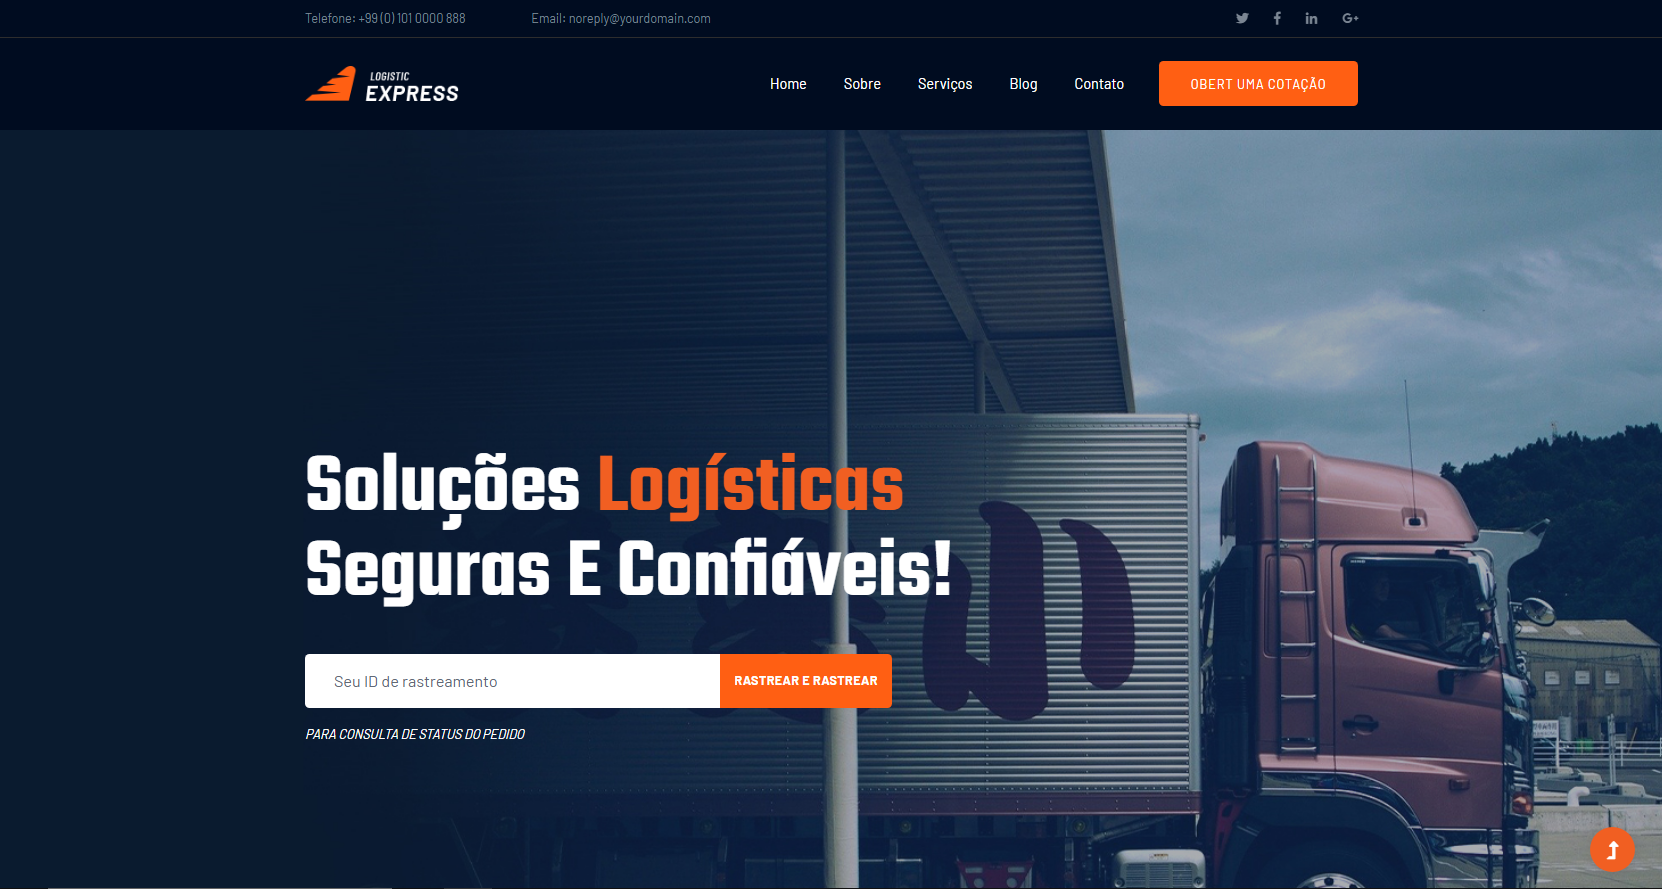 Telefone: +99 (0) 101 0000 888
Email: noreply@yourdomain.com
LOGISTIC
EXPRESS
Home
Sobre
Serviços
Blog
Contato
OBERT UMA COTAÇÃO
Soluções Logísticas
Seguras E Confiáveis!
Seu ID de rastreamento
RASTREAR E RASTREAR
PARA CONSULTA DE STATUS DO PEDIDO